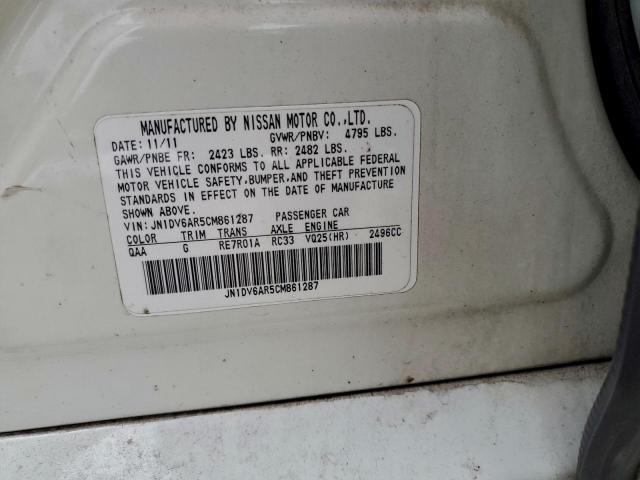 MANUFACTURED BY NISSAN MOTOR CO.,LTD.
DATE: 11/11 GVWR/PNBV: 4795 LBS.
GAWR/PNBE FR: 2423 LBS. RR: 2482 LBS.
THIS VEHICLE CONFORMS TO ALL APPLICABLE FEDERAL
MOTOR VEHICLE SAFETY,BUMPER,AND THEFT PREVENTION
STANDARDS IN EFFECT ON THE DATE OF MANUFACTURE
SHOWN ABOVE.
VIN: JN1DV6AR5CM861287 PASSENGER CAR
COLOR TRIM TRANS AXLE ENGINE
QAA G RE7R01A RC33 VQ25(HR) 2496CC
JN1DV6AR5CM861287